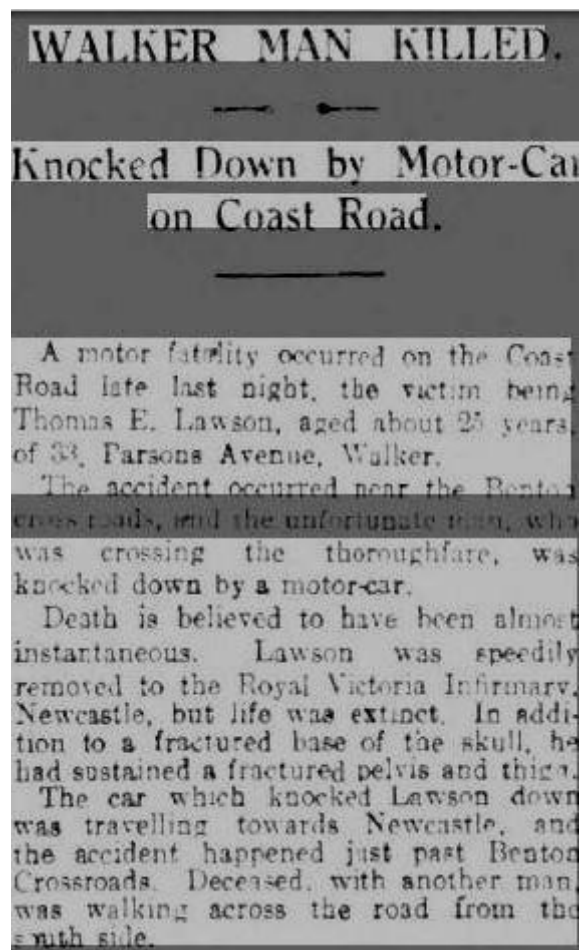 WALKER MAN KILLED.
Knocked Down by Motor-Car
on Coast Road.
A motor fatality occurred on the Coast
Road late last night, the victim being
Thomas E. Lawson, aged about 25 years,
of 33, Parsons Avenue, Walker.
The accident occurred near the Benton
cross roads, and the unfortunate man, who
was crossing the thoroughfare, was
knocked down by a motor-car.
Death is believed to have been almost
instantaneous. Lawson was speedily
removed to the Royal Victoria Infirmary,
Newcastle, but life was extinct. In addi-
tion to a fractured base of the skull, he
had sustained a fractured pelvis and thigh.
The car which knocked Lawson down
was travelling towards Newcastle, and
the accident happened just past Benton
Crossroads. Deceased, with another man,
was walking across the road from the
south side.